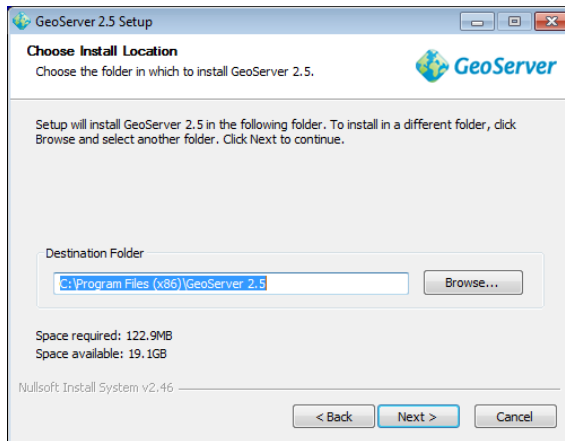 GeoServer 2.5 Setup
Choose Install Location
Choose the folder in which to install GeoServer 2.5.
GeoServer
Setup will install GeoServer 2.5 in the following folder. To install in a different folder, click
Browse and select another folder. Click Next to continue.
Destination Folder
C:\Program Files (x86)\GeoServer 2.5
Browse...
Space required: 122.9MB
Space available: 19.1GB
Nullsoft Install System v2.46
< Back
Next >
Cancel